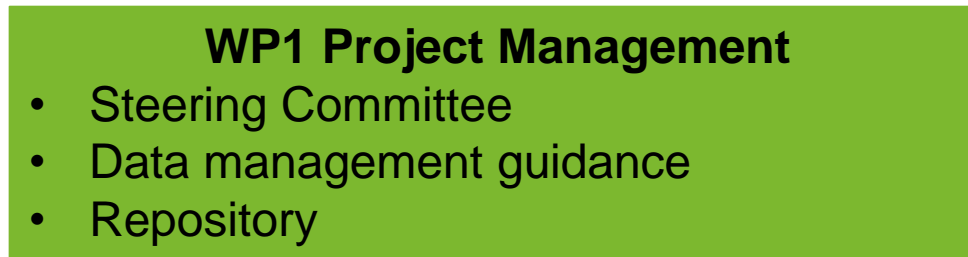 WP1 Project Management
• Steering Committee
• Data management guidance
• Repository